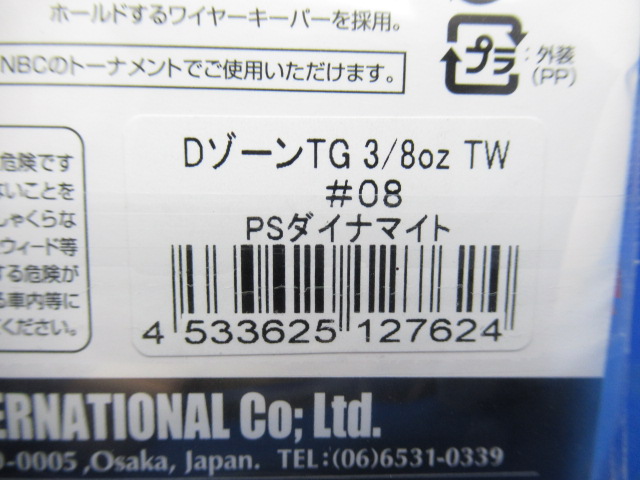 ホールドするワイヤーキーパーを採用。
NBCのトーナメントでご使用いただけます。
プラ
：外装
(PP)
危険です
ないことを
しゃくらな
ウィード等
する危険が
る車内等に
ください。
DゾーンTG 3/8oz TW
#08
PSダイナマイト
4 533625 127624
ERNATIONAL Co; Ltd.
0-0005 ,Osaka, Japan. TEL:(06)6531-0339